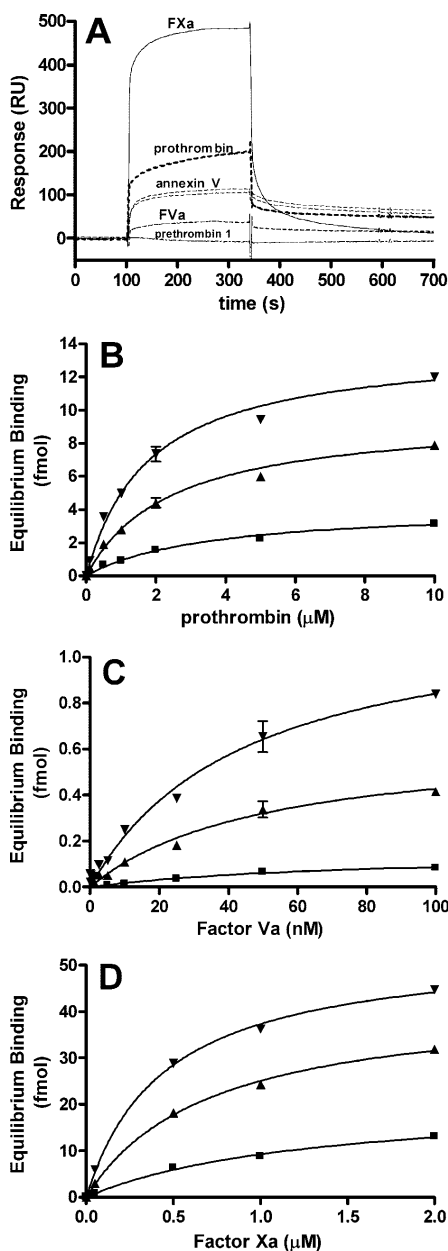 A
Response (RU)
500
400
300
200
100
0
FXa
prothrombin
annexin V
FVa
prethrombin 1
0 100 200 300 400 500 600 700
time (s)
B
Equilibrium Binding
(fmol)
14
12
10
8
6
4
2
0
0 2 4 6 8 10
prothrombin (μM)
C
Equilibrium Binding
(fmol)
1.0
0.8
0.6
0.4
0.2
0.0
0 20 40 60 80 100
Factor Va (nM)
D
Equilibrium Binding
(fmol)
50
40
30
20
10
0
0.0 0.5 1.0 1.5 2.0
Factor Xa (μM)